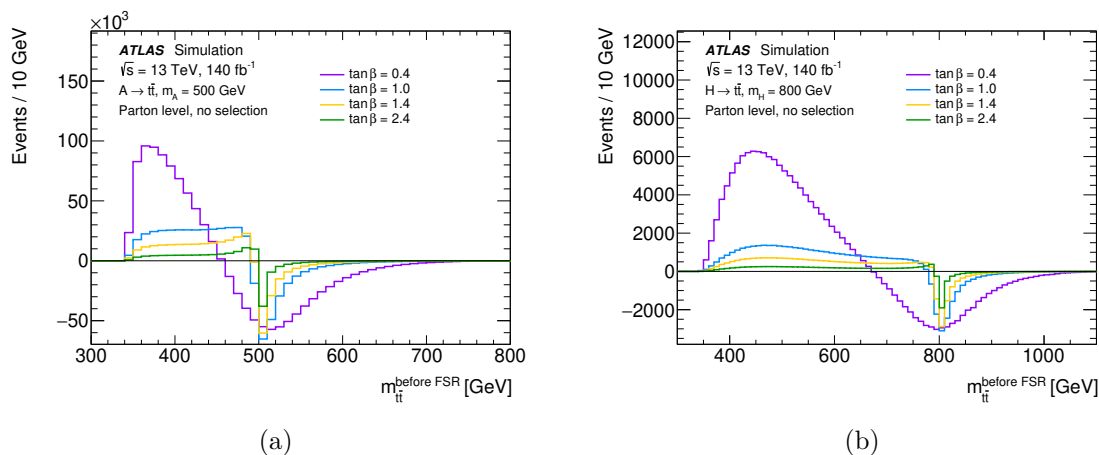 ×10³
Events / 10 GeV
150
100
50
0
−50
300 400 500 600 700 800
m_{tt̄}^{before FSR} [GeV]
ATLAS Simulation
√s = 13 TeV, 140 fb⁻¹
A → tt̄, m_A = 500 GeV
Parton level, no selection
tan β = 0.4
tan β = 1.0
tan β = 1.4
tan β = 2.4
(a)
Events / 10 GeV
12000
10000
8000
6000
4000
2000
0
−2000
400 600 800 1000
m_{tt̄}^{before FSR} [GeV]
ATLAS Simulation
√s = 13 TeV, 140 fb⁻¹
H → tt̄, m_H = 800 GeV
Parton level, no selection
tan β = 0.4
tan β = 1.0
tan β = 1.4
tan β = 2.4
(b)